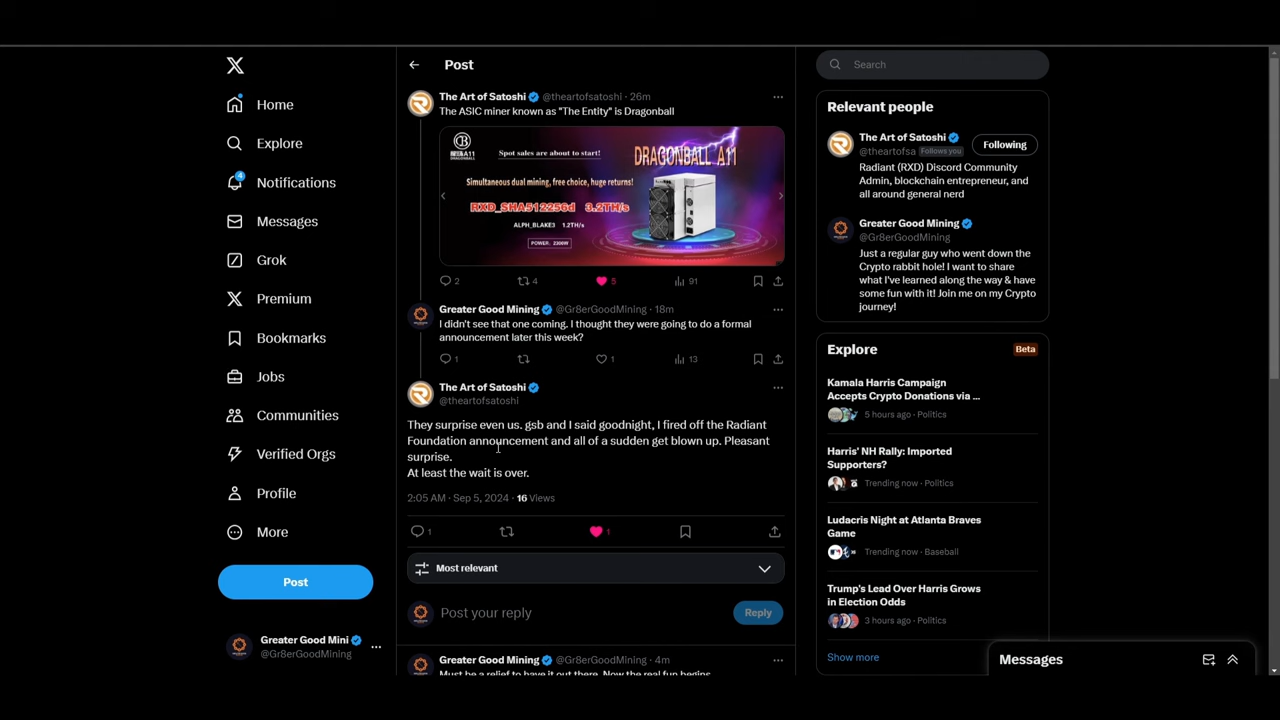 Home
Explore
4
Notifications
Messages
Grok
Premium
Bookmarks
Jobs
Communities
Verified Orgs
Profile
More
Post
Greater Good Mini
@Gr8erGoodMining
Post
The Art of Satoshi @theartofsatoshi · 26m
The ASIC miner known as "The Entity" is Dragonball
A11
DRAGONBALL
Spot sales are about to start!
DRAGONBALL A11
Simultaneous dual mining, free choice, huge returns!
RXD_SHA512256d 3.2TH/s
ALPH_BLAKE3 1.2TH/s
POWER. 2300W
2 4 5 91
Greater Good Mining @Gr8erGoodMining · 18m
I didn't see that one coming. I thought they were going to do a formal
announcement later this week?
1 1 13
The Art of Satoshi
@theartofsatoshi
They surprise even us. gsb and I said goodnight, I fired off the Radiant
Foundation announcement and all of a sudden get blown up. Pleasant
surprise.
At least the wait is over.
2:05 AM · Sep 5, 2024 · 16 Views
1 1
Most relevant
Post your reply
Reply
Greater Good Mining @Gr8erGoodMining · 4m
Must be a relief to have it out there. Now the real fun begins
Search
Relevant people
The Art of Satoshi
@theartofsa Follows you
Following
Radiant (RXD) Discord Community
Admin, blockchain entrepreneur, and
all around general nerd
Greater Good Mining
@Gr8erGoodMining
Just a regular guy who went down the
Crypto rabbit hole! I want to share
what I've learned along the way & have
some fun with it! Join me on my Crypto
journey!
Explore
Beta
Kamala Harris Campaign
Accepts Crypto Donations via ...
5 hours ago · Politics
Harris' NH Rally: Imported
Supporters?
Trending now · Politics
Ludacris Night at Atlanta Braves
Game
Trending now · Baseball
Trump's Lead Over Harris Grows
in Election Odds
3 hours ago · Politics
Show more
Messages